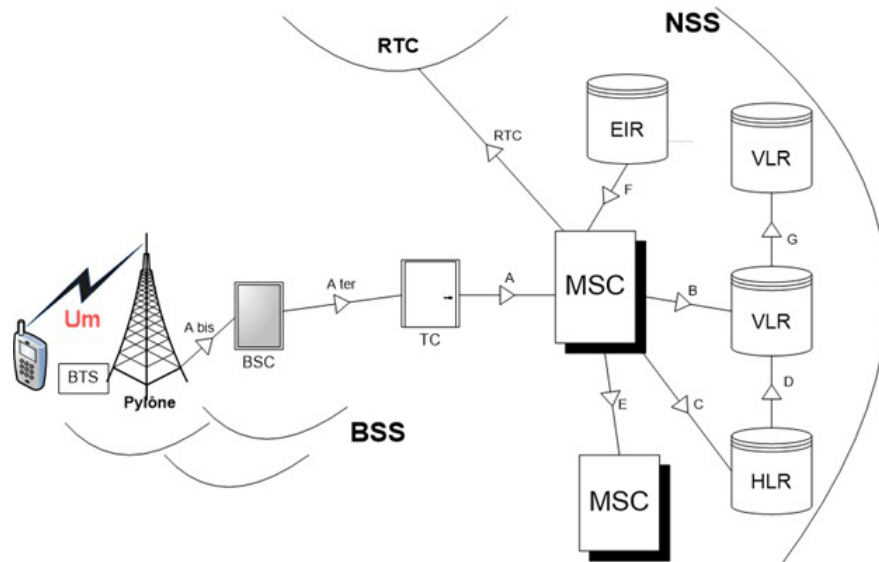 NSS
RTC
EIR
VLR
RTC
F
G
A ter
A
MSC
B
VLR
Um
A bis
TC
BSC
BTS
Pylône
D
E
C
BSS
HLR
MSC